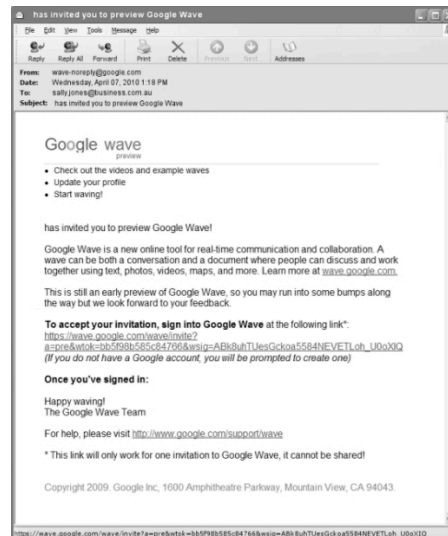 has invited you to preview Google Wave
File Edit View Tools Message Help
Reply Reply All Forward Print Delete Previous Next Addresses
From: wave-noreply@google.com
Date: Wednesday, April 07, 2010 1:18 PM
To: sally.jones@business.com.au
Subject: has invited you to preview Google Wave
Google wave
preview
• Check out the videos and example waves
• Update your profile
• Start waving!
has invited you to preview Google Wave!
Google Wave is a new online tool for real-time communication and collaboration. A
wave can be both a conversation and a document where people can discuss and work
together using text, photos, videos, maps, and more. Learn more at wave.google.com.
This is still an early preview of Google Wave, so you may run into some bumps along
the way but we look forward to your feedback.
To accept your invitation, sign into Google Wave at the following link*:
https://wave.google.com/wave/invite?
a=pre&wtok=bb5f98b585c84766&wsig=ABk8uhTUesGckoa5584NEVETLoh_U0oXIQ
(If you do not have a Google account, you will be prompted to create one)
Once you've signed in:
Happy waving!
The Google Wave Team
For help, please visit http://www.google.com/support/wave
* This link will only work for one invitation to Google Wave, it cannot be shared!
Copyright 2009. Google Inc, 1600 Amphitheatre Parkway, Mountain View, CA 94043.
https://wave.google.com/wave/invite?a=pre&wtok=bb5f98b585c84766&wsig=ABk8uhTUesGckoa5584NEVETLoh_U0oXIQ